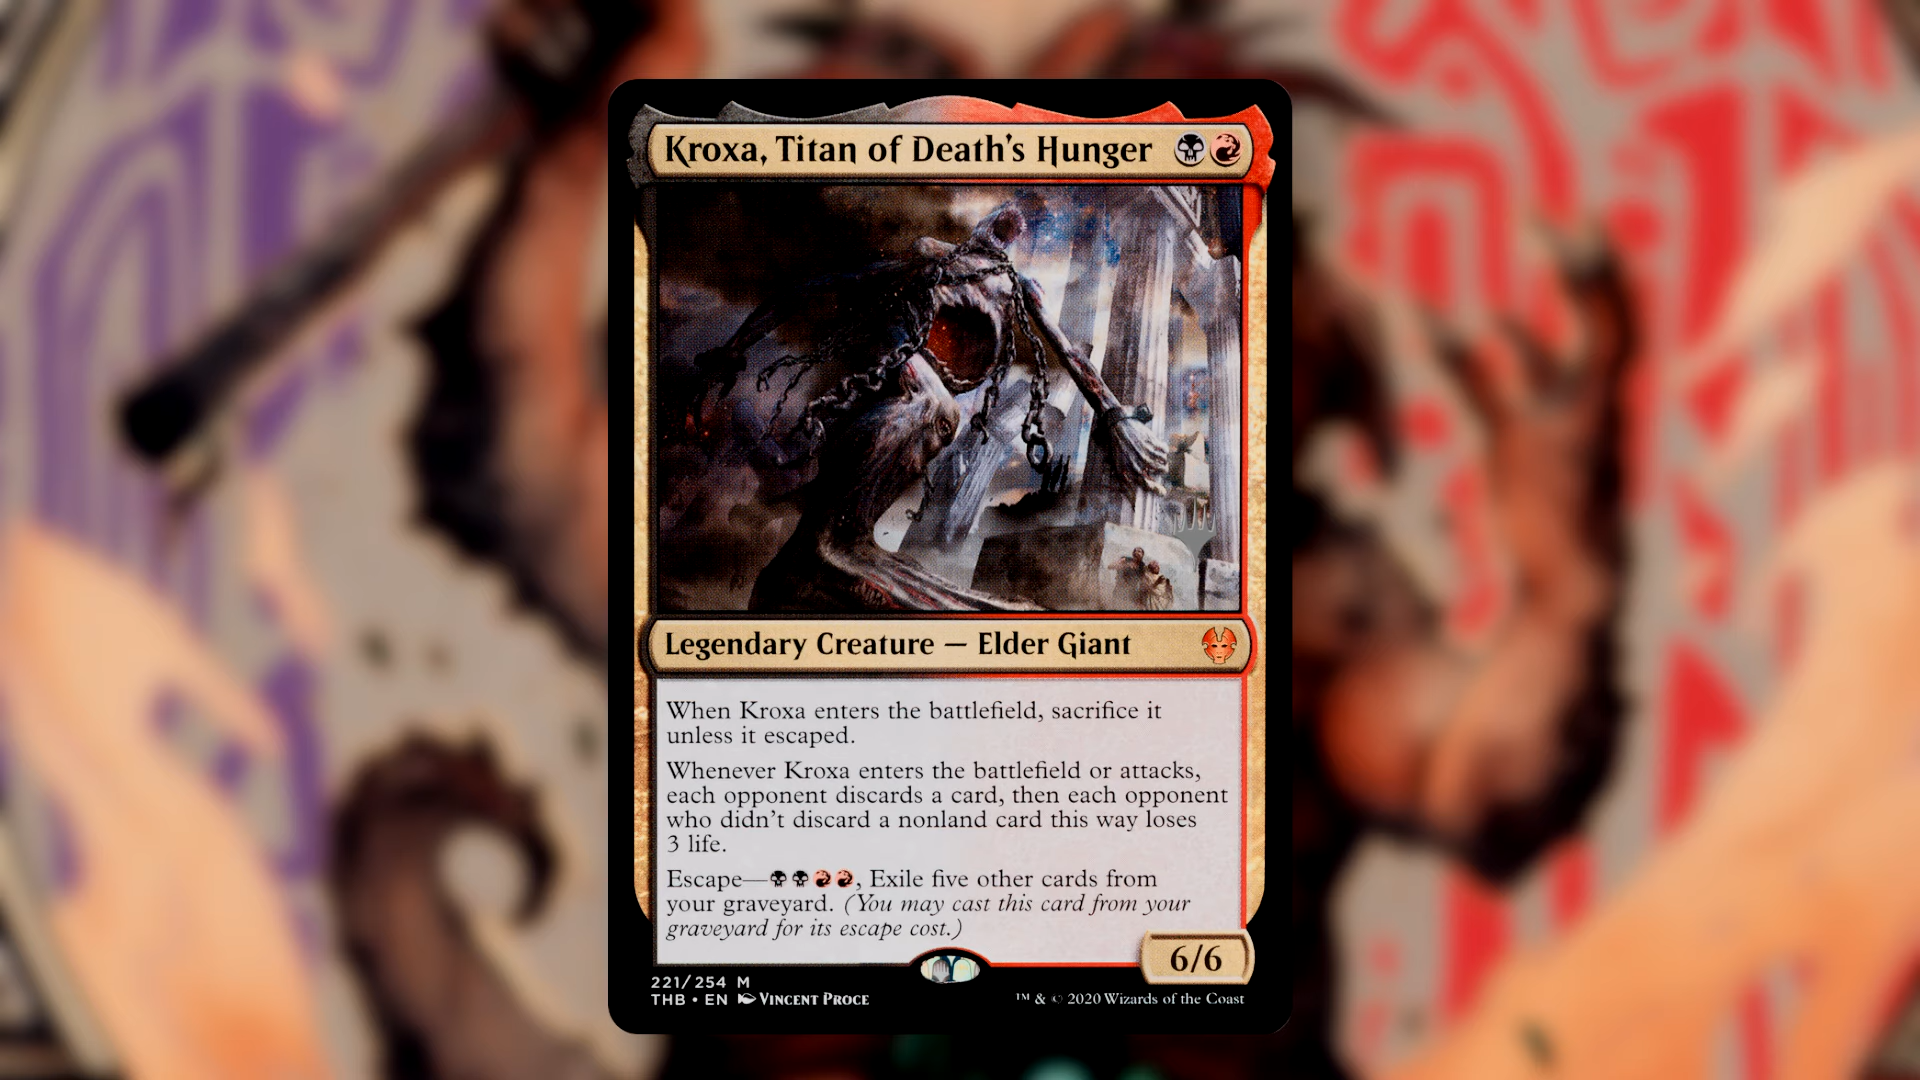 Kroxa, Titan of Death's Hunger
Legendary Creature — Elder Giant
When Kroxa enters the battlefield, sacrifice it
unless it escaped.
Whenever Kroxa enters the battlefield or attacks,
each opponent discards a card, then each opponent
who didn't discard a nonland card this way loses
3 life.
Escape—, Exile five other cards from
your graveyard. (You may cast this card from your
graveyard for its escape cost.)
6/6
221/254 M
THB • EN Vincent Proce
™ & © 2020 Wizards of the Coast